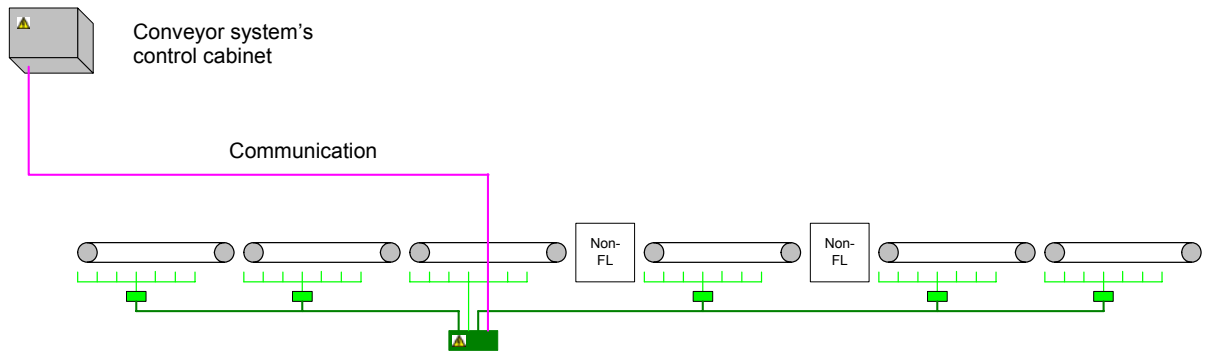 Conveyor system’s
control cabinet
Communication
Non-
FL
Non-
FL